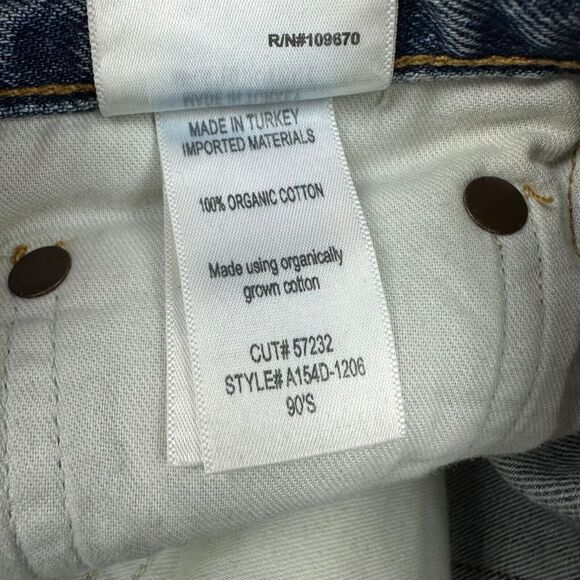 R/N#109670
MADE IN TURKEY
IMPORTED MATERIALS
100% ORGANIC COTTON
Made using organically
grown cotton
CUT# 57232
STYLE# A154D-1206
90'S